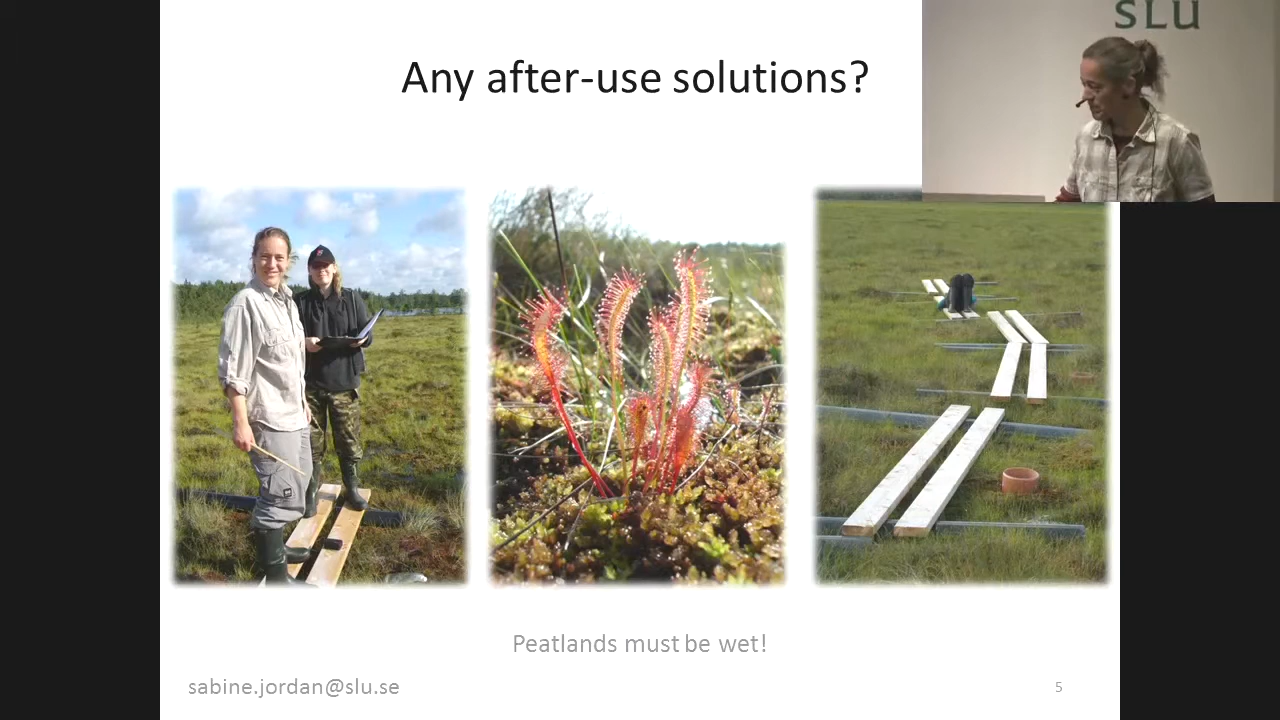 SLU
Any after-use solutions?
Peatlands must be wet!
sabine.jordan@slu.se
5